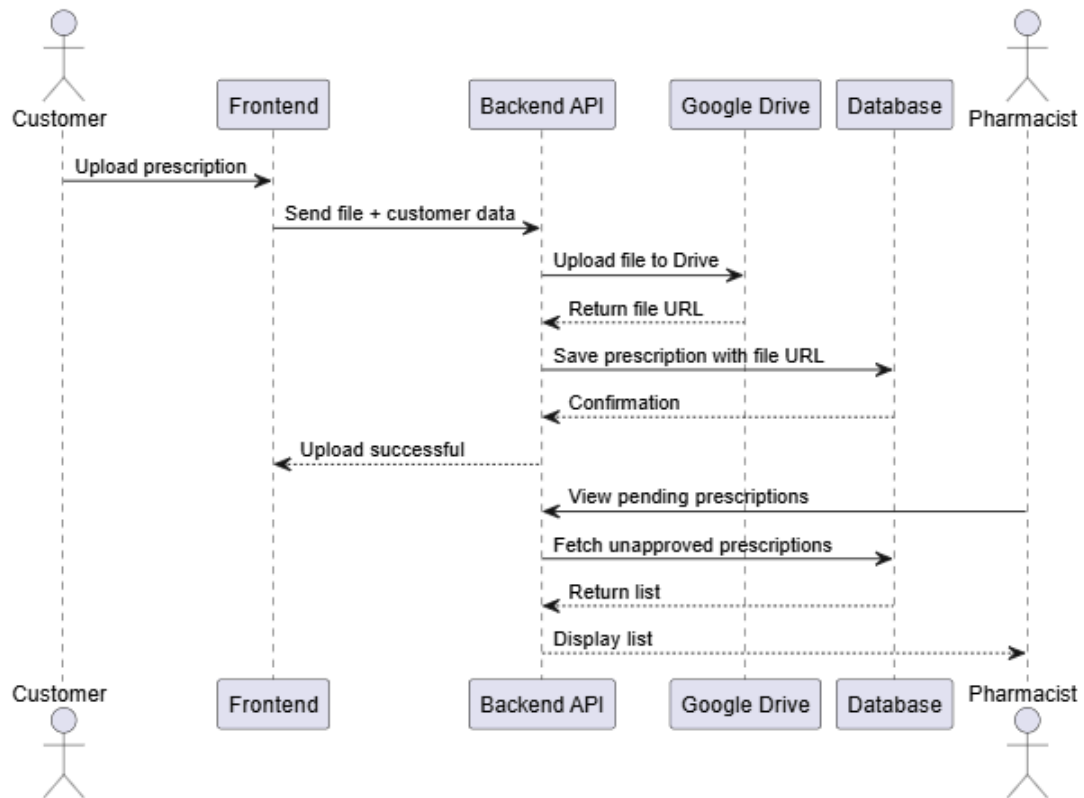 Customer
Frontend
Backend API
Google Drive
Database
Pharmacist
Upload prescription
Send file + customer data
Upload file to Drive
Return file URL
Save prescription with file URL
Confirmation
Upload successful
View pending prescriptions
Fetch unapproved prescriptions
Return list
Display list
Customer
Frontend
Backend API
Google Drive
Database
Pharmacist